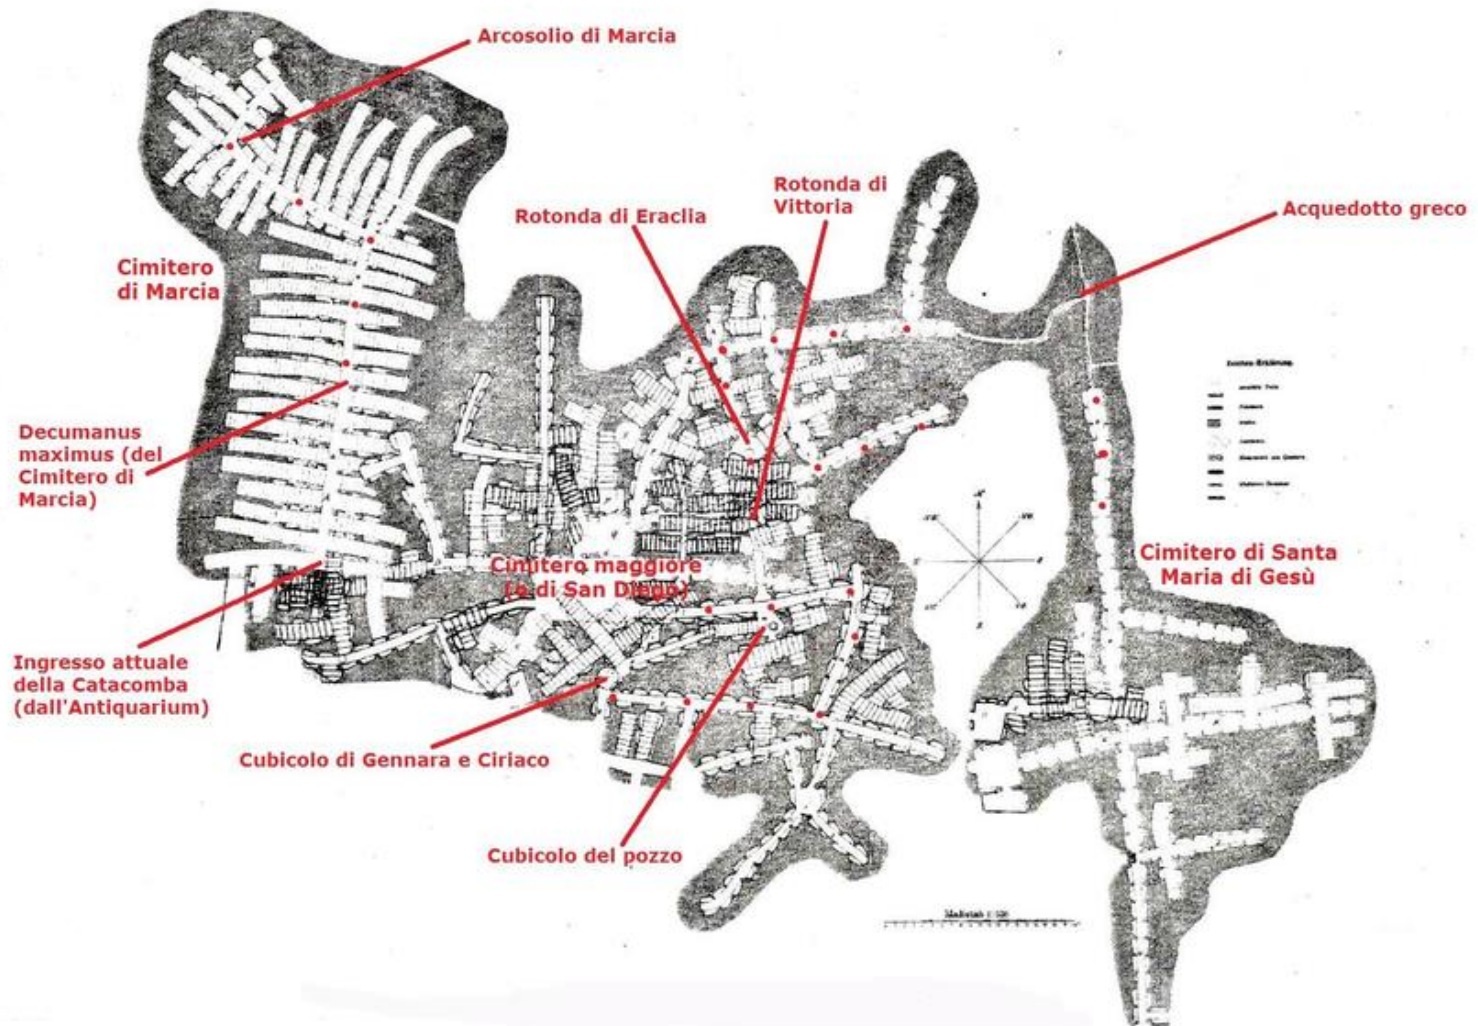 Arcosolio di Marcia
Rotonda di
Vittoria
Rotonda di Eraclia
Acquedotto greco
Cimitero
di Marcia
Decumanus
maximus (del
Cimitero di
Marcia)
Cimitero maggiore
(o di San Diego)
Cimitero di Santa
Maria di Gesù
Ingresso attuale
della Catacomba
(dall'Antiquarium)
Cubicolo di Gennara e Ciriaco
Cubicolo del pozzo